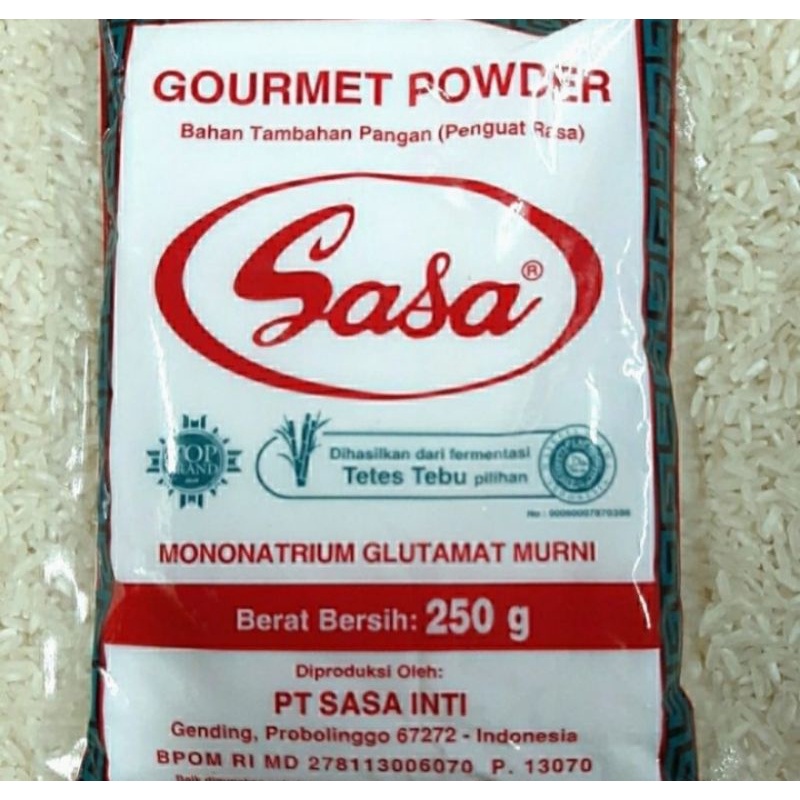 GOURMET POWDER
Bahan Tambahan Pangan (Penguat Rasa)
Sasa®
TOP
BRAND
Dihasilkan dari fermentasi
Tetes Tebu pilihan
MONONATRIUM GLUTAMAT MURNI
Berat Bersih: 250 g
Diproduksi Oleh:
PT SASA INTI
Gending, Probolinggo 67272 - Indonesia
BPOM RI MD 278113006070 P. 13070